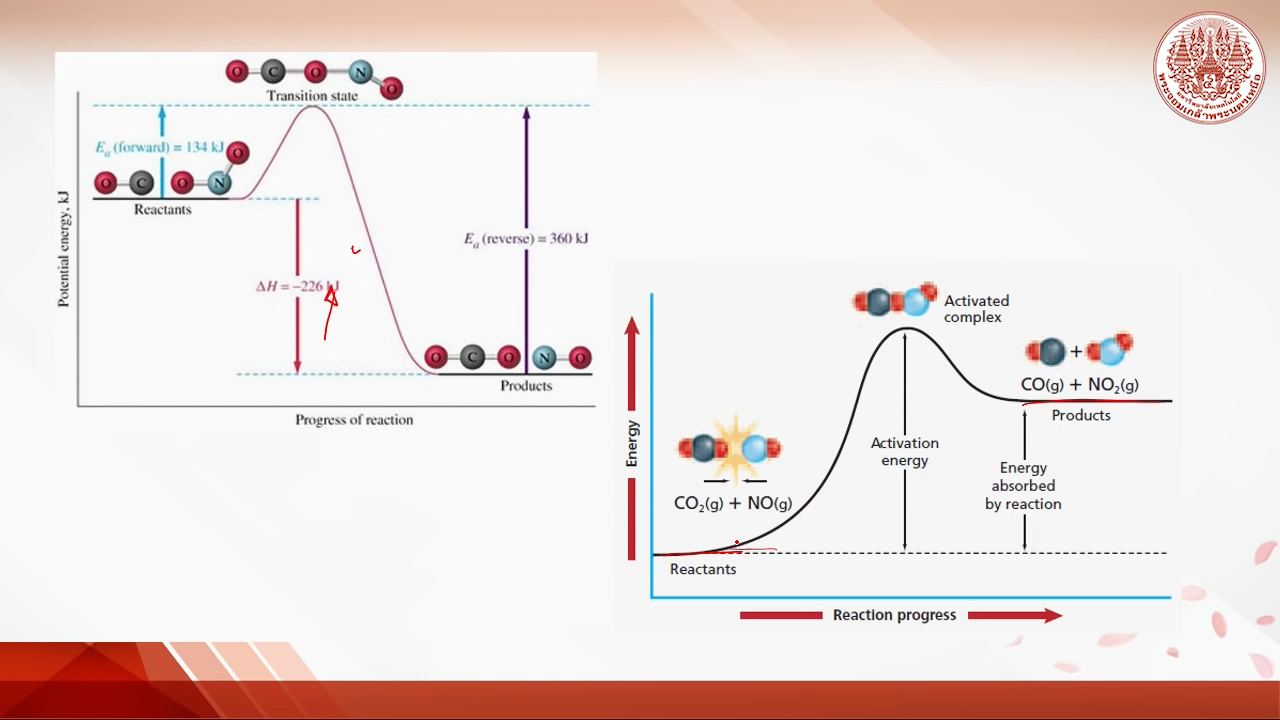 O C O N O
Transition state
Eₐ (forward) = 134 kJ
O
O C O N
Reactants
Potential energy, kJ
Eₐ (reverse) = 360 kJ
ΔH = −226 kJ
O C O N O
Products
Progress of reaction
Activated
complex
CO(g) + NO₂(g)
Products
Energy
Activation
energy
Energy
absorbed
by reaction
CO₂(g) + NO(g)
Reactants
Reaction progress